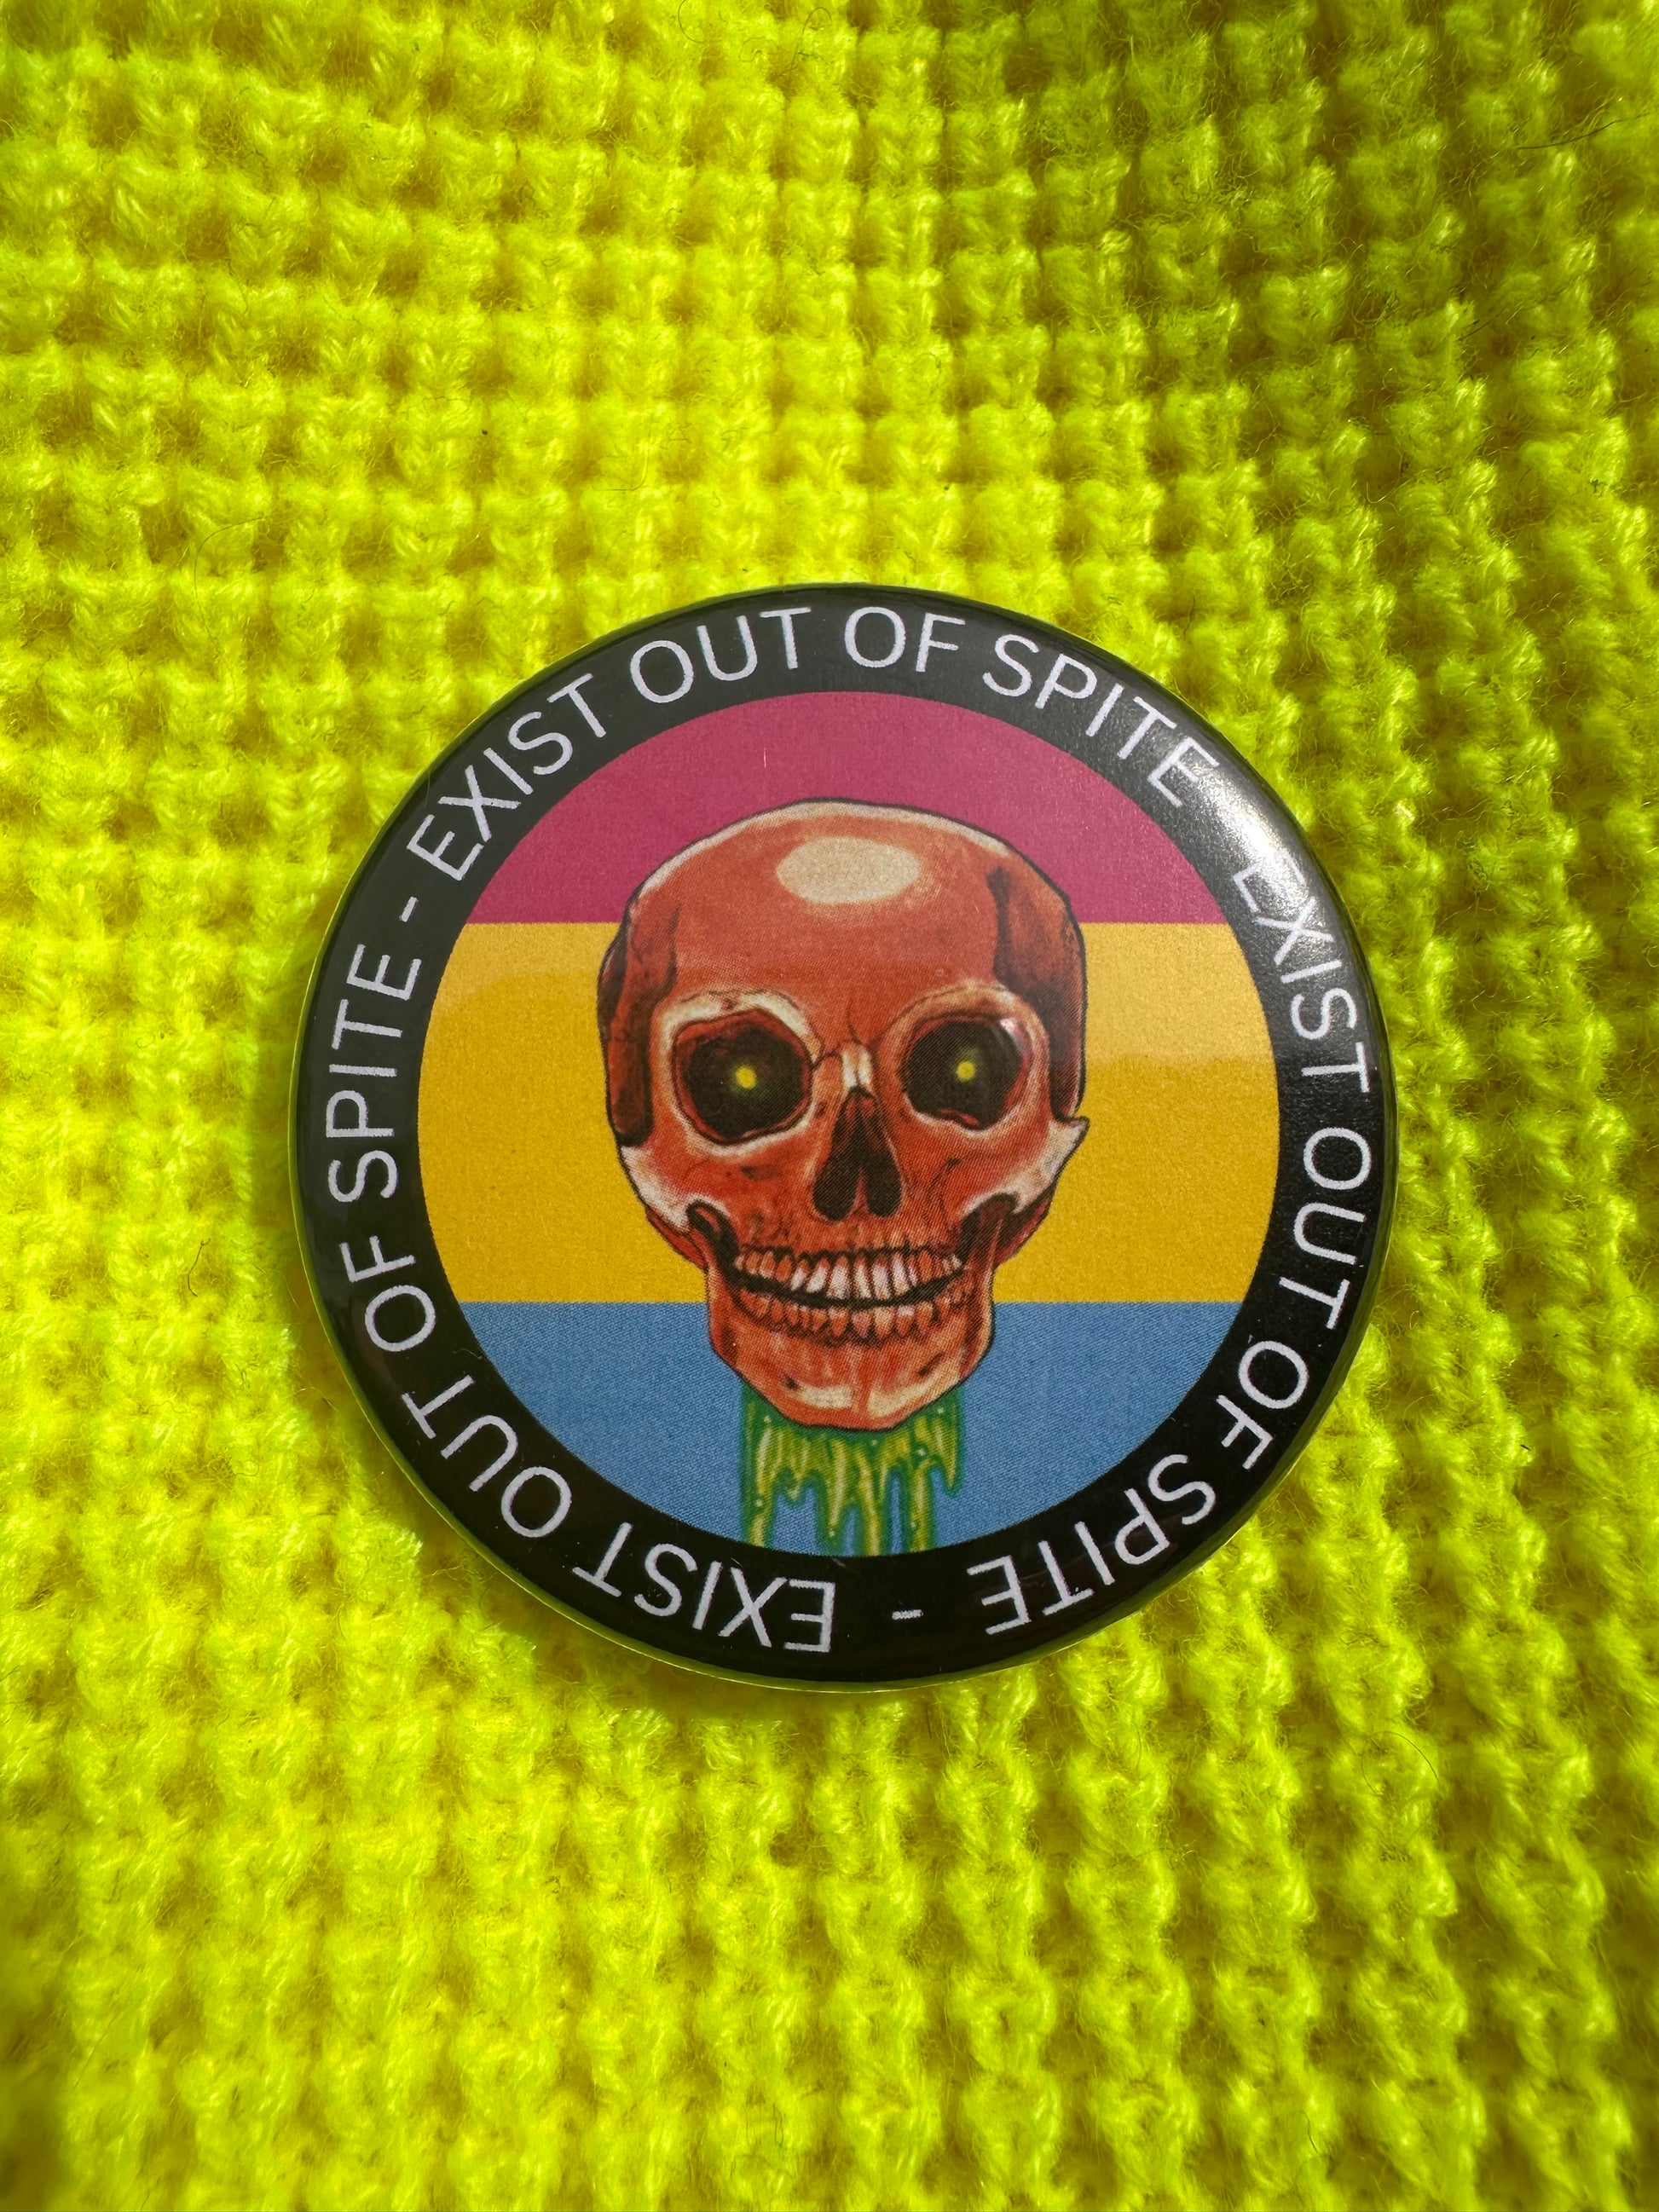 EXIST OUT OF SPITE - EXIST OUT OF SPITE - EXIST OUT OF SPITE -